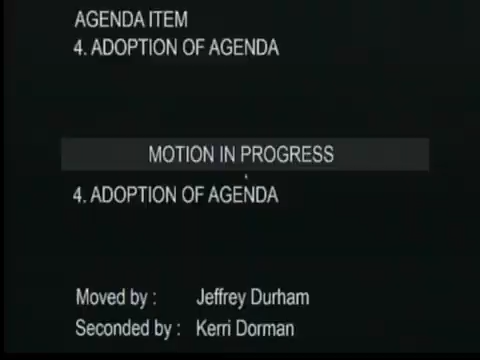 AGENDA ITEM
4. ADOPTION OF AGENDA
MOTION IN PROGRESS
4. ADOPTION OF AGENDA
Moved by : Jeffrey Durham
Seconded by : Kerri Dorman